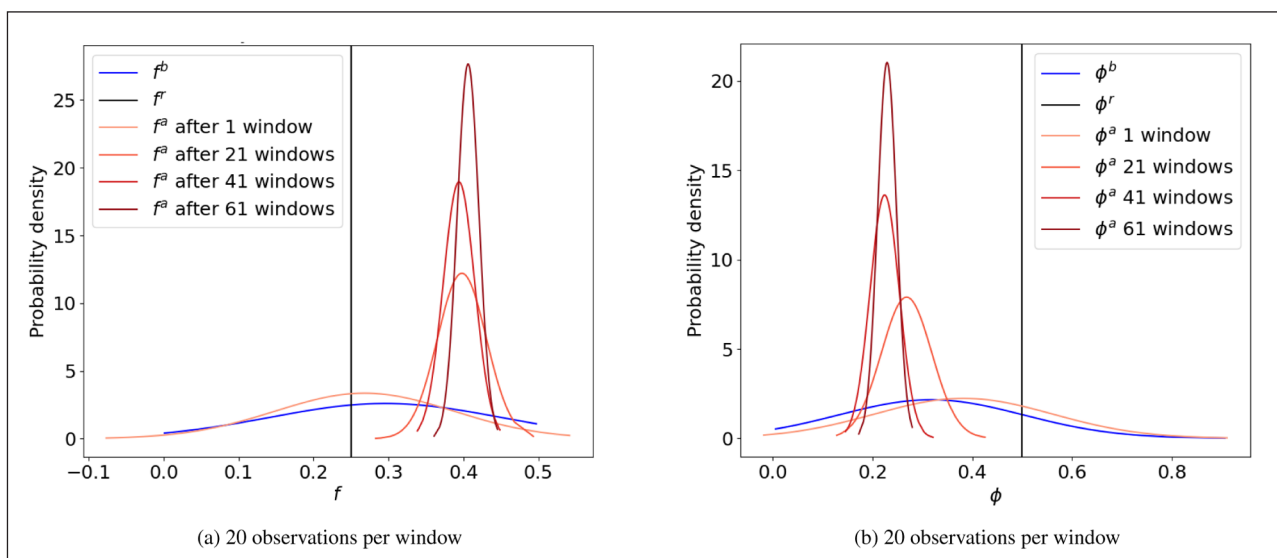 Probability density
25
20
15
10
5
0
f^b
f^r
f^a after 1 window
f^a after 21 windows
f^a after 41 windows
f^a after 61 windows
−0.1 0.0 0.1 0.2 0.3 0.4 0.5
f
(a) 20 observations per window
Probability density
20
15
10
5
0
ϕ^b
ϕ^r
ϕ^a 1 window
ϕ^a 21 windows
ϕ^a 41 windows
ϕ^a 61 windows
0.0 0.2 0.4 0.6 0.8
ϕ
(b) 20 observations per window